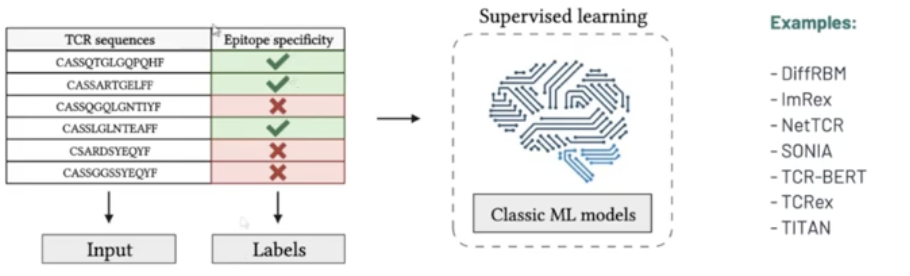 Supervised learning
Examples:
TCR sequences Epitope specificity
CASSQTGLGQPQHF
CASSARTGELFF
CASSQGQLGNTIYF
CASSLGLNTEAFF
CSARDSYEQYF
CASSGGSSYEQYF
Input Labels
Classic ML models
- DiffRBM
- ImRex
- NetTCR
- SONIA
- TCR-BERT
- TCRex
- TITAN